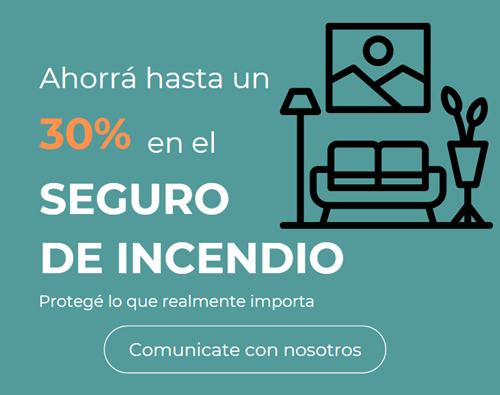 Ahorrá hasta un
30% en el
SEGURO
DE INCENDIO
Protegé lo que realmente importa
Comunicate con nosotros